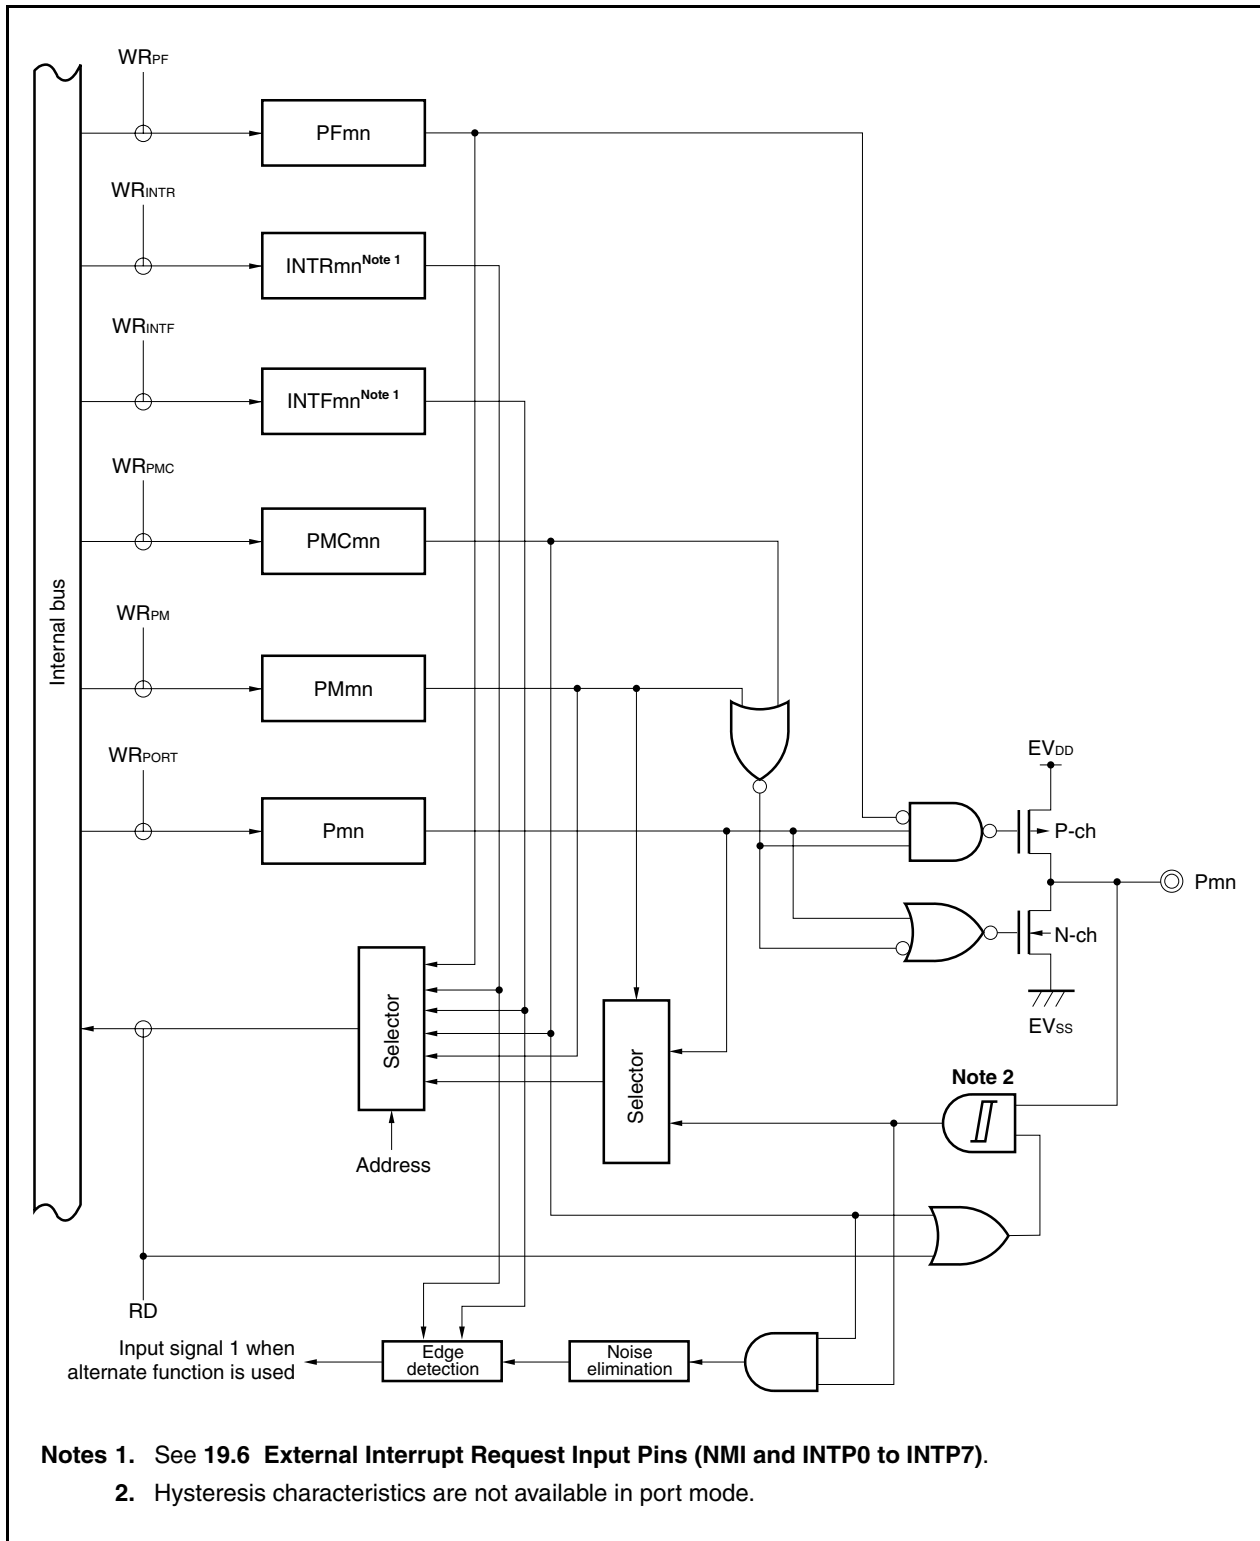 WRPF
PFmn
WRINTR
INTRmnNote 1
WRINTF
INTFmnNote 1
WRPMC
PMCmn
Internal bus
WRPM
PMmn
WRPORT
Pmn
EVDD
P-ch
Pmn
N-ch
EVSS
Selector
Selector
Note 2
Address
RD
Input signal 1 when
alternate function is used
Edge
detection
Noise
elimination
Notes 1. See 19.6 External Interrupt Request Input Pins (NMI and INTP0 to INTP7).
2. Hysteresis characteristics are not available in port mode.